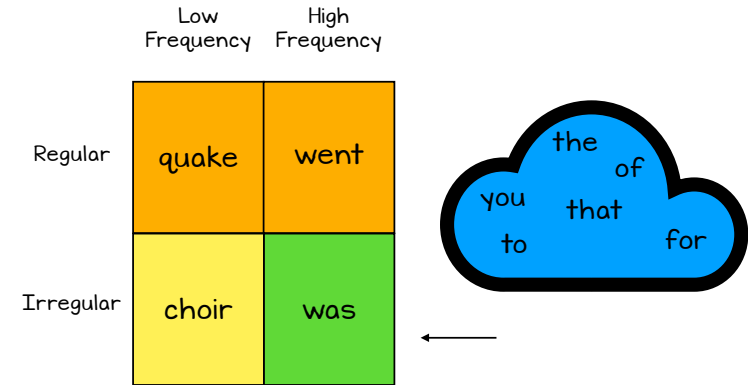 Low
Frequency
High
Frequency
Regular
quake
went
Irregular
choir
was
the
of
you
that
to
for